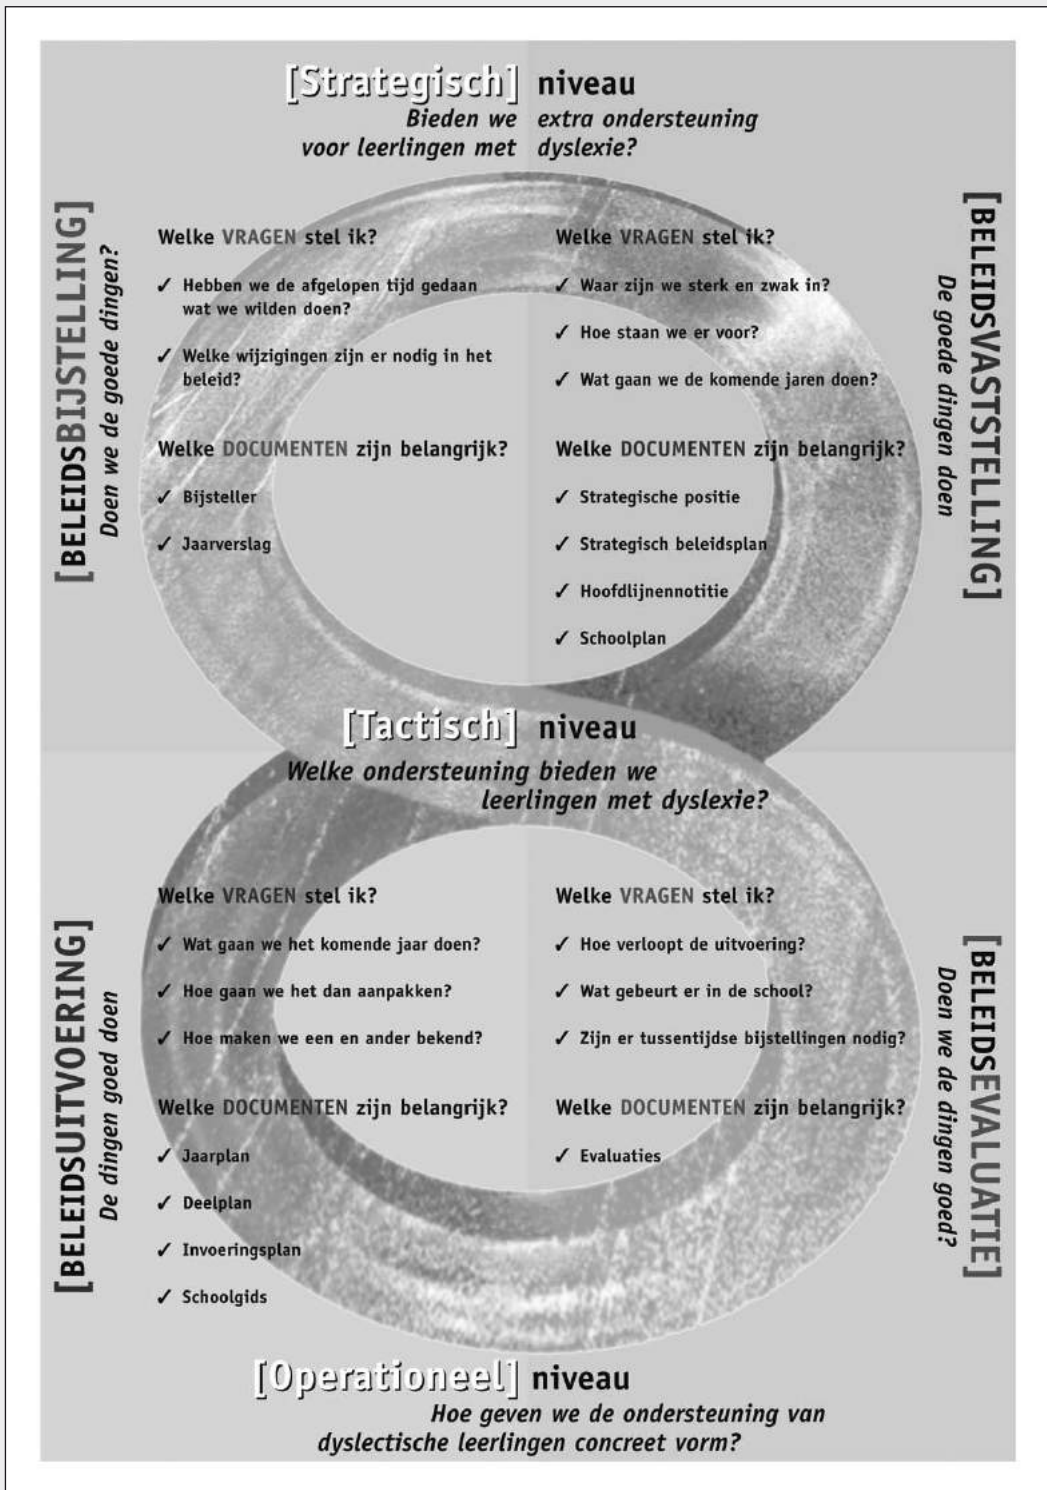 [Strategisch] niveau
Bieden we extra ondersteuning
voor leerlingen met dyslexie?
[BELEIDSBIJSTELLING]
Doen we de goede dingen?
Welke VRAGEN stel ik?
✓ Hebben we de afgelopen tijd gedaan
wat we wilden doen?
✓ Welke wijzigingen zijn er nodig in het
beleid?
Welke DOCUMENTEN zijn belangrijk?
✓ Bijsteller
✓ Jaarverslag
Welke VRAGEN stel ik?
✓ Waar zijn we sterk en zwak in?
✓ Hoe staan we er voor?
✓ Wat gaan we de komende jaren doen?
Welke DOCUMENTEN zijn belangrijk?
✓ Strategische positie
✓ Strategisch beleidsplan
✓ Hoofdlijnennotitie
✓ Schoolplan
[BELEIDSVASTSTELLING]
De goede dingen doen
[Tactisch] niveau
Welke ondersteuning bieden we
leerlingen met dyslexie?
[BELEIDSUITVOERING]
De dingen goed doen
Welke VRAGEN stel ik?
✓ Wat gaan we het komende jaar doen?
✓ Hoe gaan we het dan aanpakken?
✓ Hoe maken we een en ander bekend?
Welke DOCUMENTEN zijn belangrijk?
✓ Jaarplan
✓ Deelplan
✓ Invoeringsplan
✓ Schoolgids
Welke VRAGEN stel ik?
✓ Hoe verloopt de uitvoering?
✓ Wat gebeurt er in de school?
✓ Zijn er tussentijdse bijstellingen nodig?
Welke DOCUMENTEN zijn belangrijk?
✓ Evaluaties
[BELEIDSEVALUATIE]
Doen we de dingen goed?
[Operationeel] niveau
Hoe geven we de ondersteuning van
dyslectische leerlingen concreet vorm?